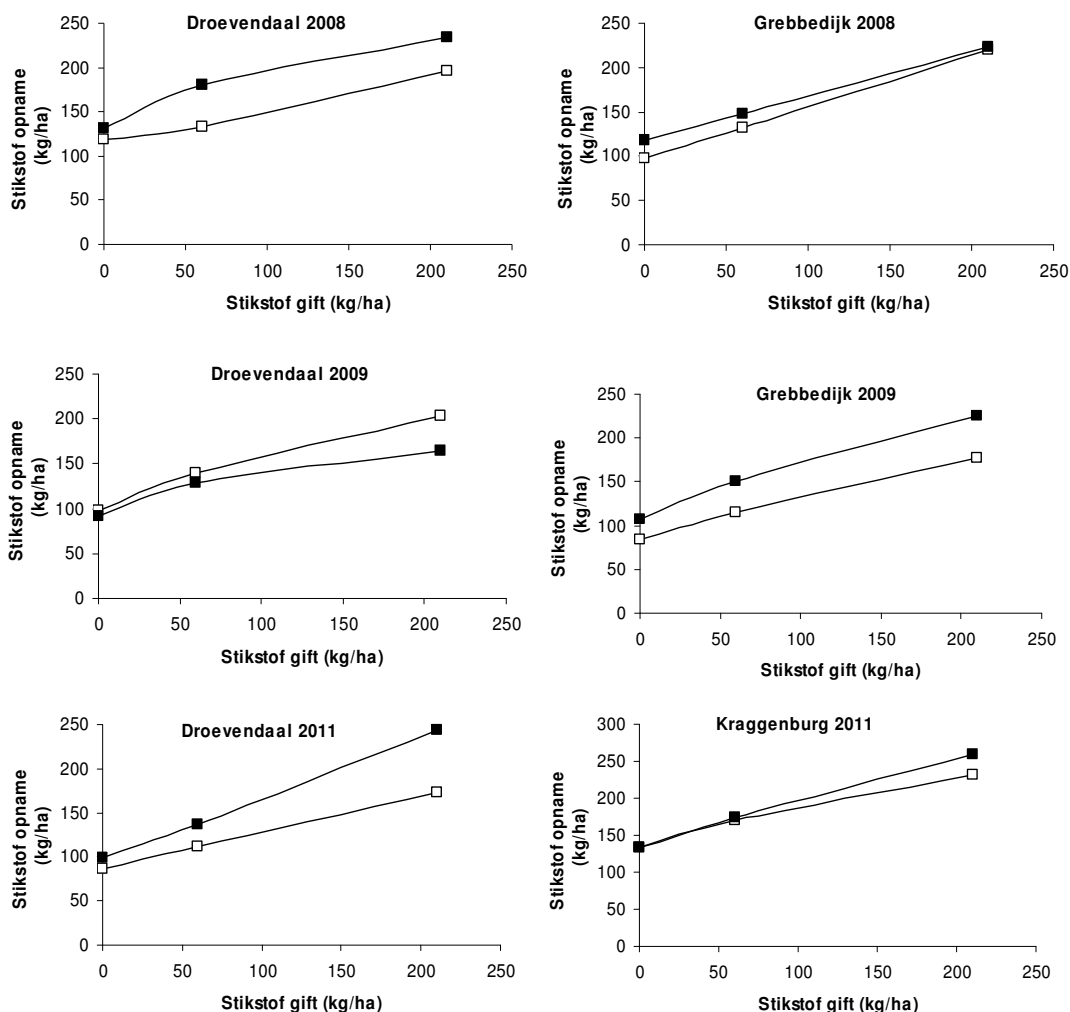 Droevendaal 2008
Stikstof opname
(kg/ha)
250
200
150
100
50
0
0 50 100 150 200 250
Stikstof gift (kg/ha)
Grebbedijk 2008
Stikstof opname
(kg/ha)
250
200
150
100
50
0
0 50 100 150 200 250
Stikstof gift (kg/ha)
Droevendaal 2009
Stikstof opname
(kg/ha)
250
200
150
100
50
0
0 50 100 150 200 250
Stikstof gift (kg/ha)
Grebbedijk 2009
Stikstof opname
(kg/ha)
250
200
150
100
50
0
0 50 100 150 200 250
Stikstof gift (kg/ha)
Droevendaal 2011
Stikstof opname
(kg/ha)
250
200
150
100
50
0
0 50 100 150 200 250
Stikstof gift (kg/ha)
Kraggenburg 2011
Stikstof opname
(kg/ha)
300
250
200
150
100
50
0
0 50 100 150 200 250
Stikstof gift (kg/ha)